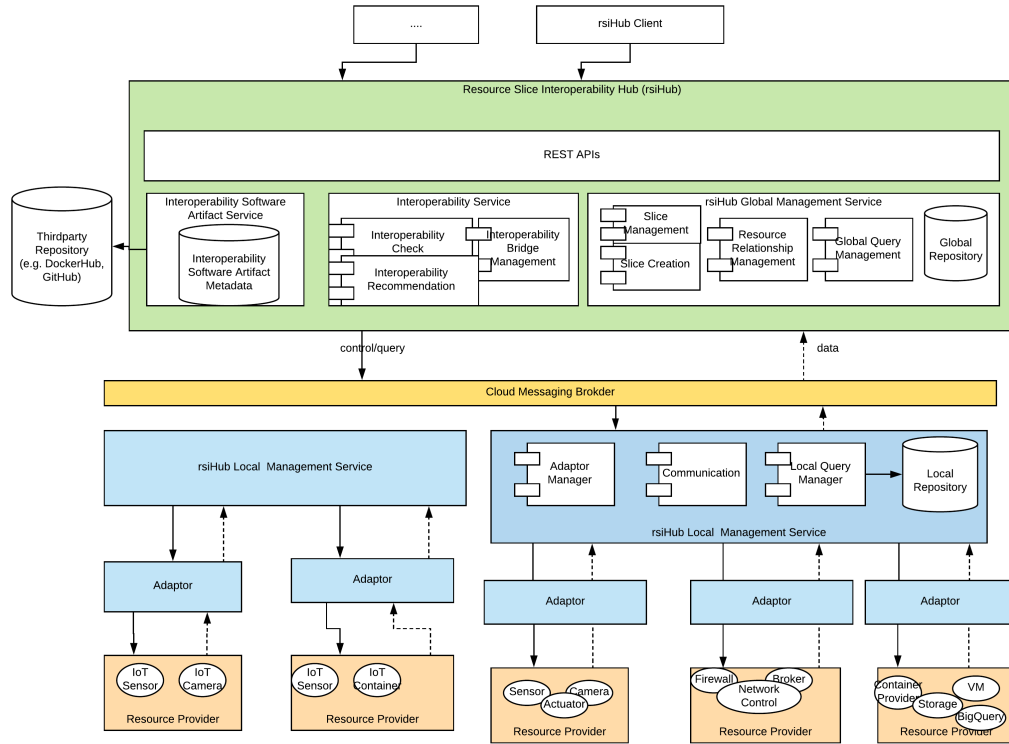 ....
rsiHub Client
Resource Slice Interoperability Hub (rsiHub)
REST APIs
Thirdparty
Repository
(e.g. DockerHub,
GitHub)
Interoperability Software
Artifact Service
Interoperability
Software Artifact
Metadata
Interoperability Service
Interoperability
Check
Interoperability
Recommendation
Interoperability
Bridge
Management
rsiHub Global Management Service
Slice
Management
Slice Creation
Resource
Relationship
Management
Global Query
Management
Global
Repository
control/query
data
Cloud Messaging Brokder
rsiHub Local  Management Service
Adaptor
Manager
Communication
Local Query
Manager
Local
Repository
rsiHub Local  Management Service
Adaptor
Adaptor
Adaptor
Adaptor
Adaptor
IoT
Sensor
IoT
Camera
Resource Provider
IoT
Sensor
IoT
Container
Resource Provider
Sensor
Camera
Actuator
Resource Provider
Firewall
Broker
Network
Control
Resource Provider
Container
Provider
VM
Storage
BigQuery
Resource Provider